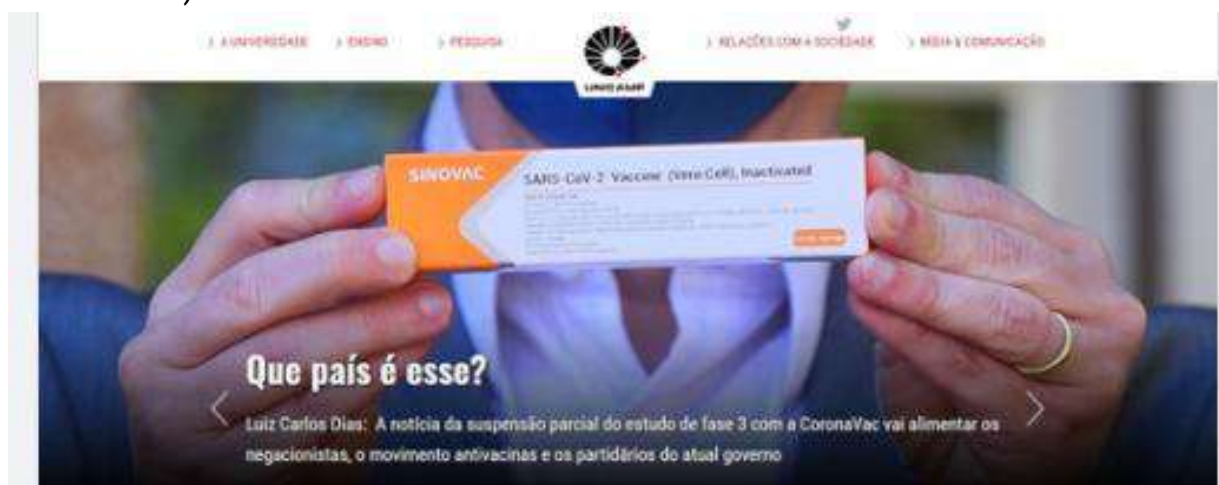 > A UNIVERSIDADE > ENSINO > PESQUISA > RELAÇÕES COM A SOCIEDADE > MÍDIA & COMUNICAÇÃO
UNICAMP
SINOVAC
SARS-CoV-2 Vaccine (Vero Cell), Inactivated
Que país é esse?
Luiz Carlos Dias: A notícia da suspensão parcial do estudo de fase 3 com a CoronaVac vai alimentar os
negacionistas, o movimento antivacinas e os partidários do atual governo